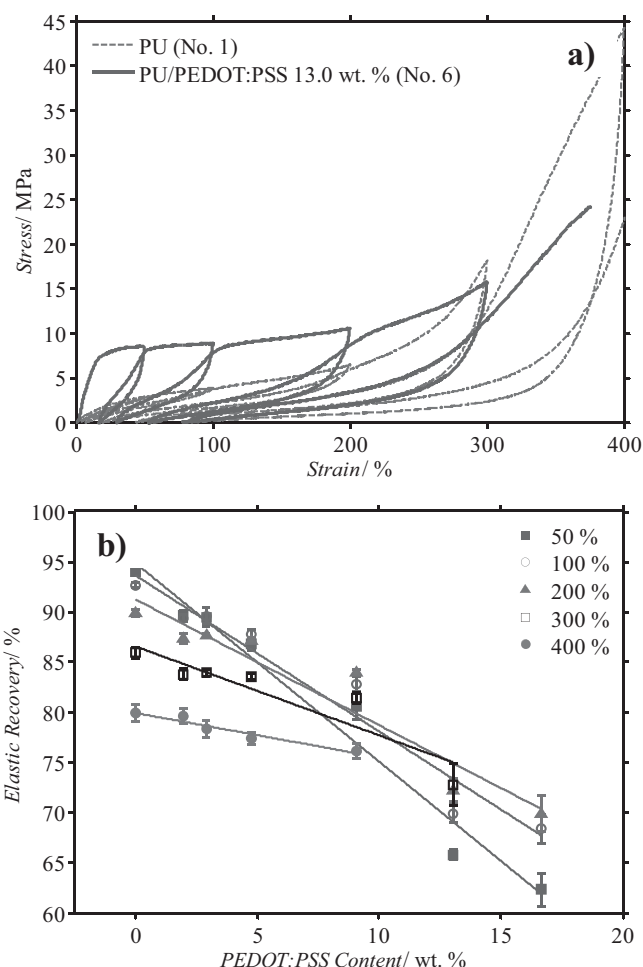 45
40
35
30
25
20
15
10
5
0
Stress/ MPa
PU (No. 1)
PU/PEDOT:PSS 13.0 wt. % (No. 6)
a)
0 100 200 300 400
Strain/ %
100
95
90
85
80
75
70
65
60
Elastic Recovery/ %
b)
50 %
100 %
200 %
300 %
400 %
0 5 10 15 20
PEDOT:PSS Content/ wt. %